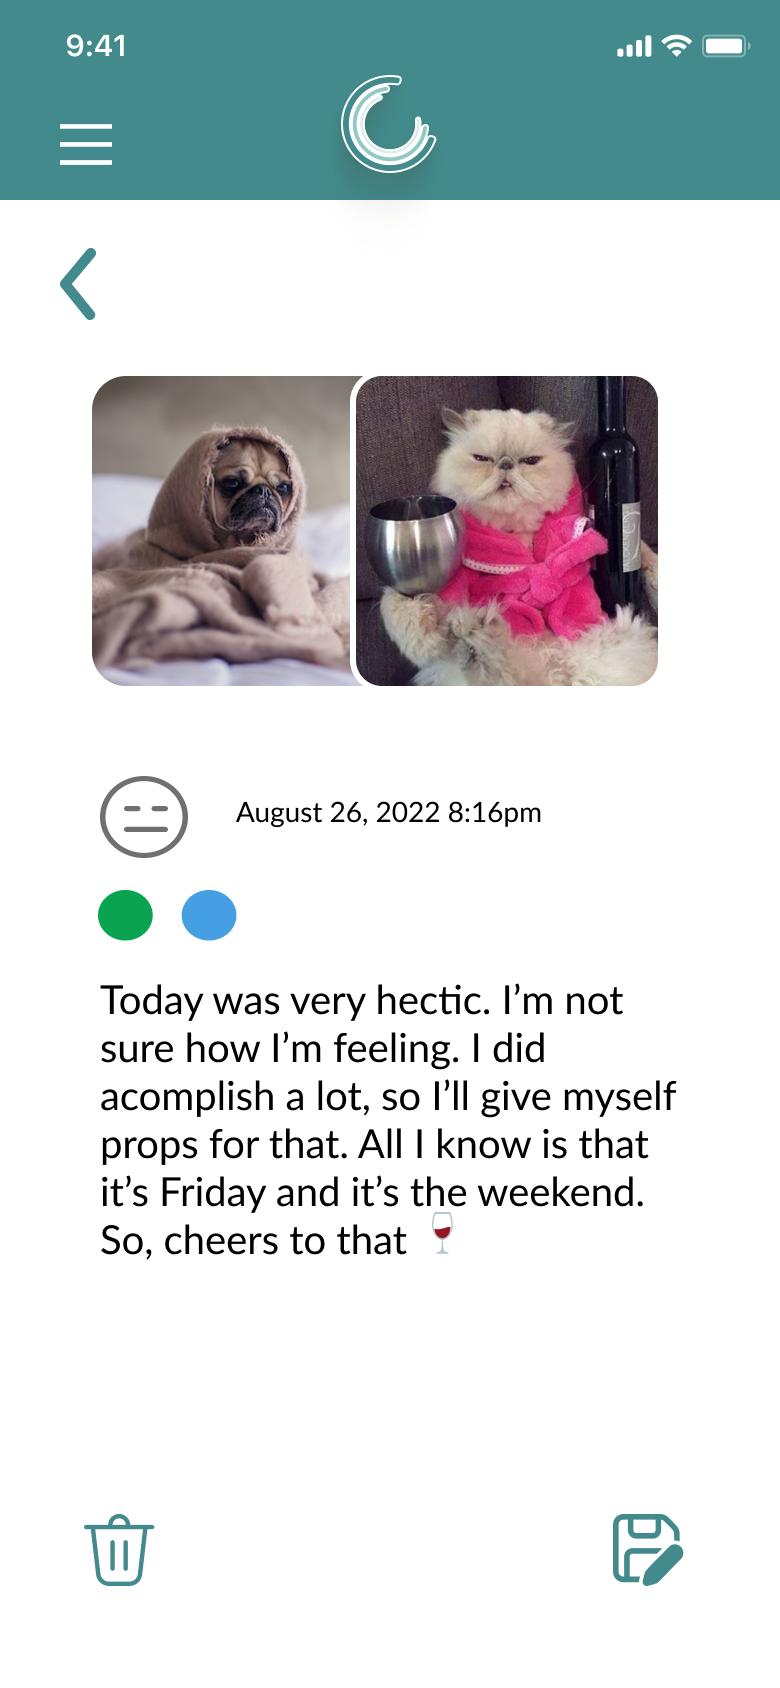 9:41
August 26, 2022 8:16pm
Today was very hectic. I’m not
sure how I’m feeling. I did
acomplish a lot, so I’ll give myself
props for that. All I know is that
it’s Friday and it’s the weekend.
So, cheers to that 🍷